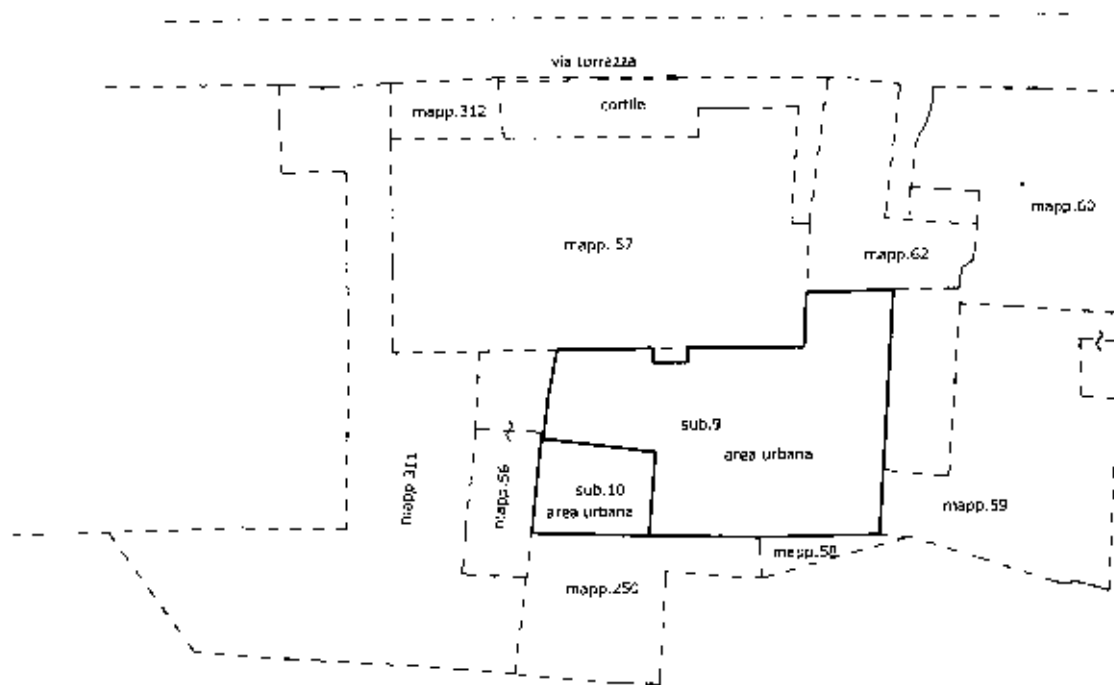 via torrazza
mapp.312
cortile
mapp.60
mapp. 57
mapp.62
sub.9
area urbana
mapp.311
mapp.56
sub.10
area urbana
mapp.59
mapp.58
mapp.250